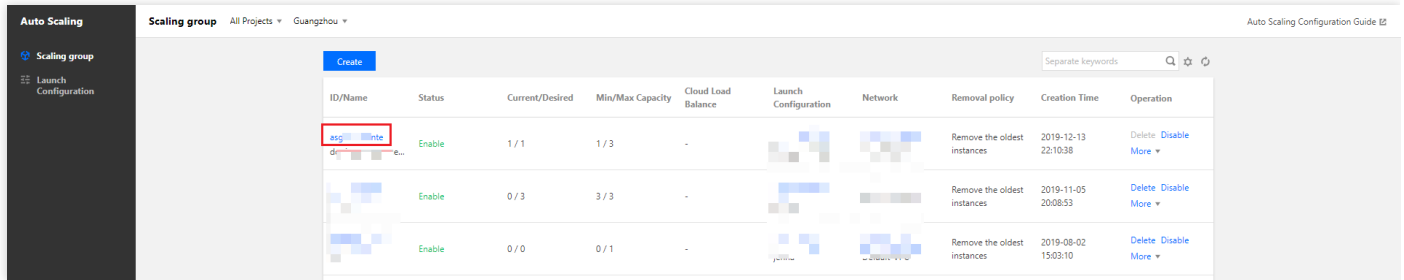 Auto Scaling
Scaling group All Projects Guangzhou
Auto Scaling Configuration Guide
Scaling group
Launch
Configuration
Create
Separate keywords
ID/Name Status Current/Desired Min/Max Capacity Cloud Load Balance Launch Configuration Network Removal policy Creation Time Operation
Enable 1 / 1 1 / 3 - Remove the oldest instances 2019-12-13 22:10:38 Delete Disable
More
Enable 0 / 3 3 / 3 - Remove the oldest instances 2019-11-05 20:08:53 Delete Disable
More
Enable 0 / 0 0 / 1 - Remove the oldest instances 2019-08-02 15:03:10 Delete Disable
More